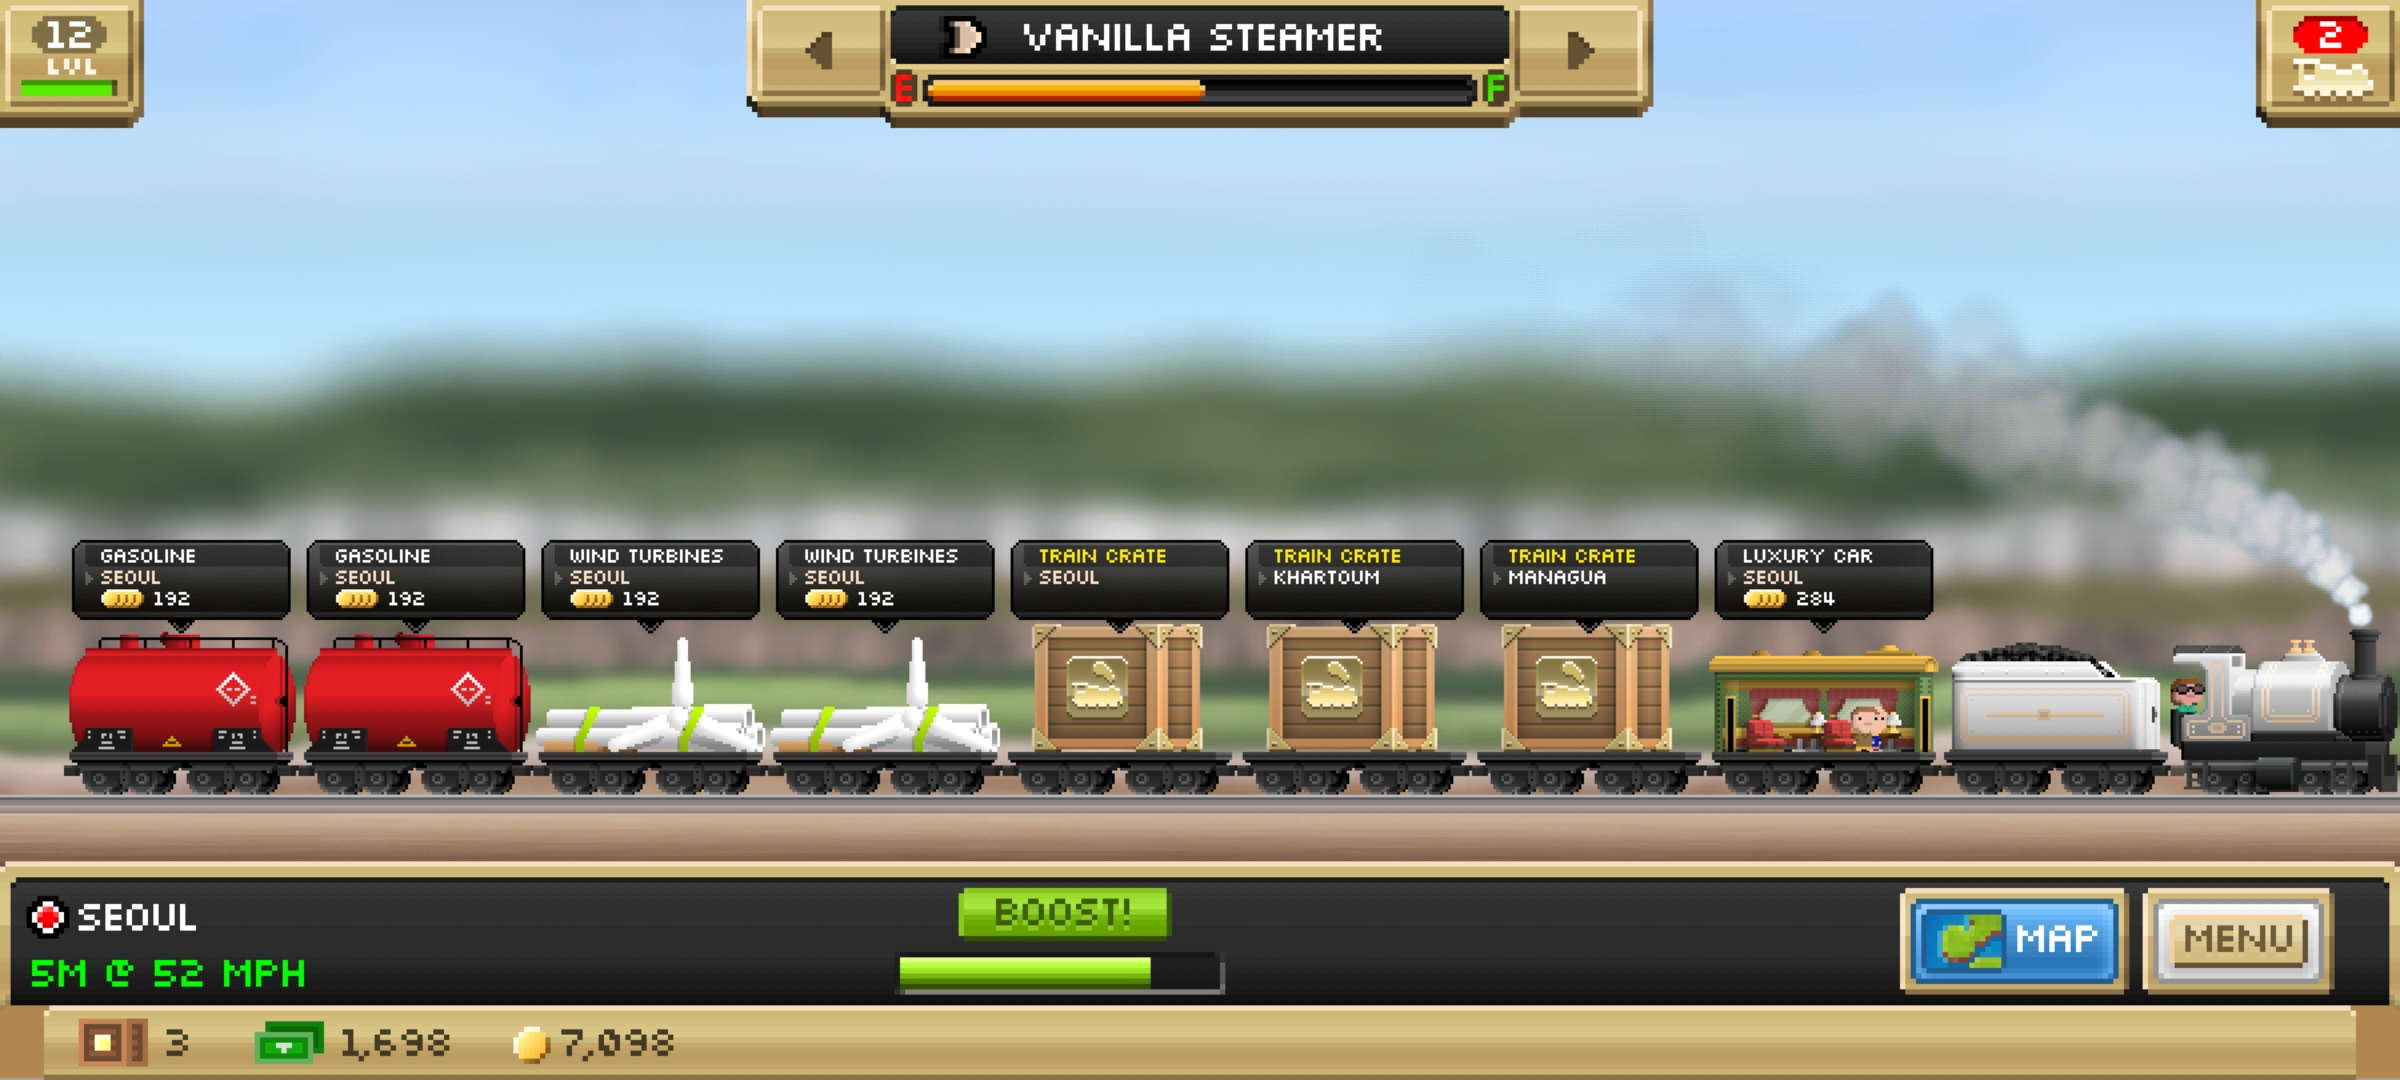 12
LVL
VANILLA STEAMER
E
F
2
GASOLINE
SEOUL
192
GASOLINE
SEOUL
192
WIND TURBINES
SEOUL
192
WIND TURBINES
SEOUL
192
TRAIN CRATE
SEOUL
TRAIN CRATE
KHARTOUM
TRAIN CRATE
MANAGUA
LUXURY CAR
SEOUL
284
SEOUL
5M @ 52 MPH
BOOST!
MAP
MENU
3
1,698
7,098